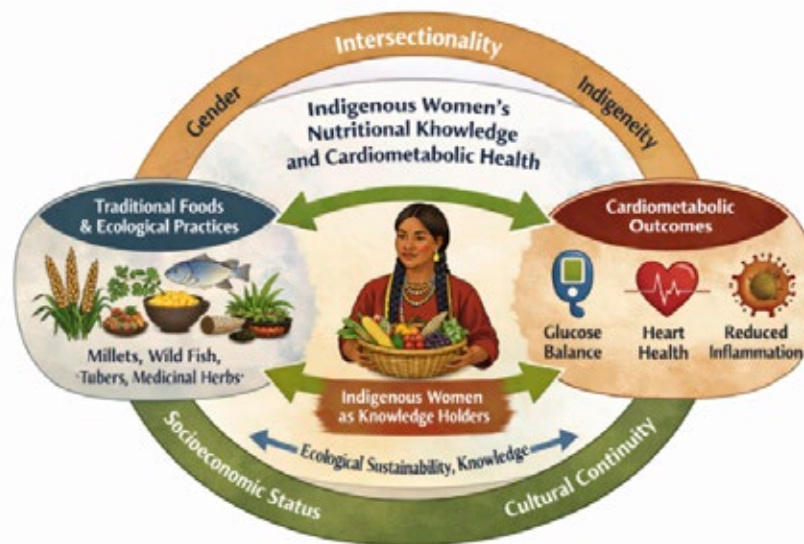 Intersectionality
Gender
Indigeneity
Indigenous Women's
Nutritional Knowledge
and Cardiometabolic Health
Traditional Foods
& Ecological Practices
Millets, Wild Fish,
'Tubers, Medicinal Herbs'
Indigenous Women
as Knowledge Holders
Cardiometabolic
Outcomes
Glucose
Balance
Heart
Health
Reduced
Inflammation
Ecological Sustainability, Knowledge
Socioeconomic Status
Cultural Continuity